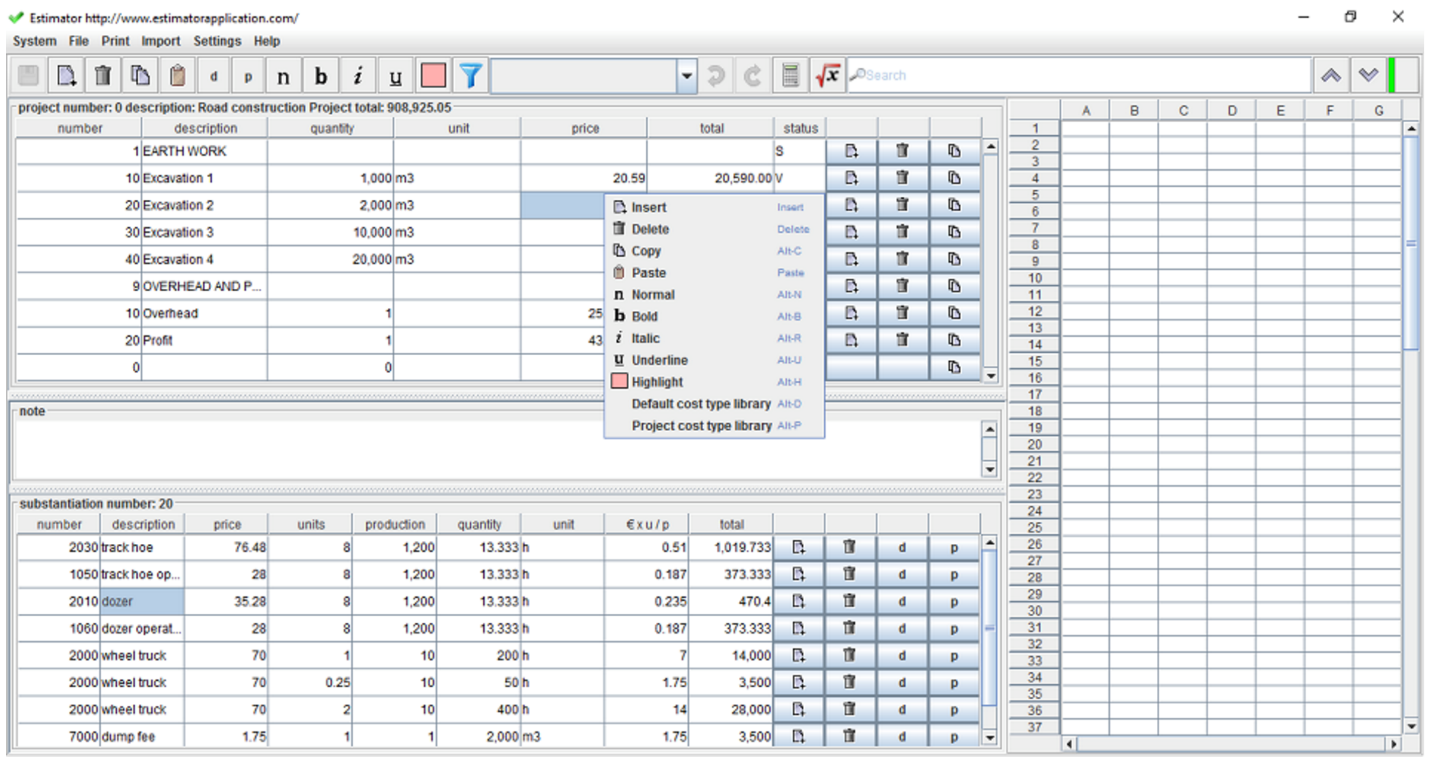 Estimator http://www.estimatorapplication.com/
System File Print Import Settings Help
d p n b i u Search
project number: 0 description: Road construction Project total: 908,925.05
number description quantity unit price total status
1 EARTH WORK S
10 Excavation 1 1,000 m3 20.59 20,590.00 V
20 Excavation 2 2,000 m3
30 Excavation 3 10,000 m3
40 Excavation 4 20,000 m3
9 OVERHEAD AND P...
10 Overhead 1 25
20 Profit 1 43
0 0
Insert Insert
Delete Delete
Copy Alt-C
Paste Paste
n Normal Alt-N
b Bold Alt-B
i Italic Alt-R
u Underline Alt-U
Highlight Alt-H
Default cost type library Alt-D
Project cost type library Alt-P
note
substantiation number: 20
number description price units production quantity unit € x u / p total
2030 track hoe 76.48 8 1,200 13.333 h 0.51 1,019.733 d p
1050 track hoe op... 28 8 1,200 13.333 h 0.187 373.333 d p
2010 dozer 35.28 8 1,200 13.333 h 0.235 470.4 d p
1060 dozer operat... 28 8 1,200 13.333 h 0.187 373.333 d p
2000 wheel truck 70 1 10 200 h 7 14,000 d p
2000 wheel truck 70 0.25 10 50 h 1.75 3,500 d p
2000 wheel truck 70 2 10 400 h 14 28,000 d p
7000 dump fee 1.75 1 1 2,000 m3 1.75 3,500 d p
A B C D E F G
1
2
3
4
5
6
7
8
9
10
11
12
13
14
15
16
17
18
19
20
21
22
23
24
25
26
27
28
29
30
31
32
33
34
35
36
37